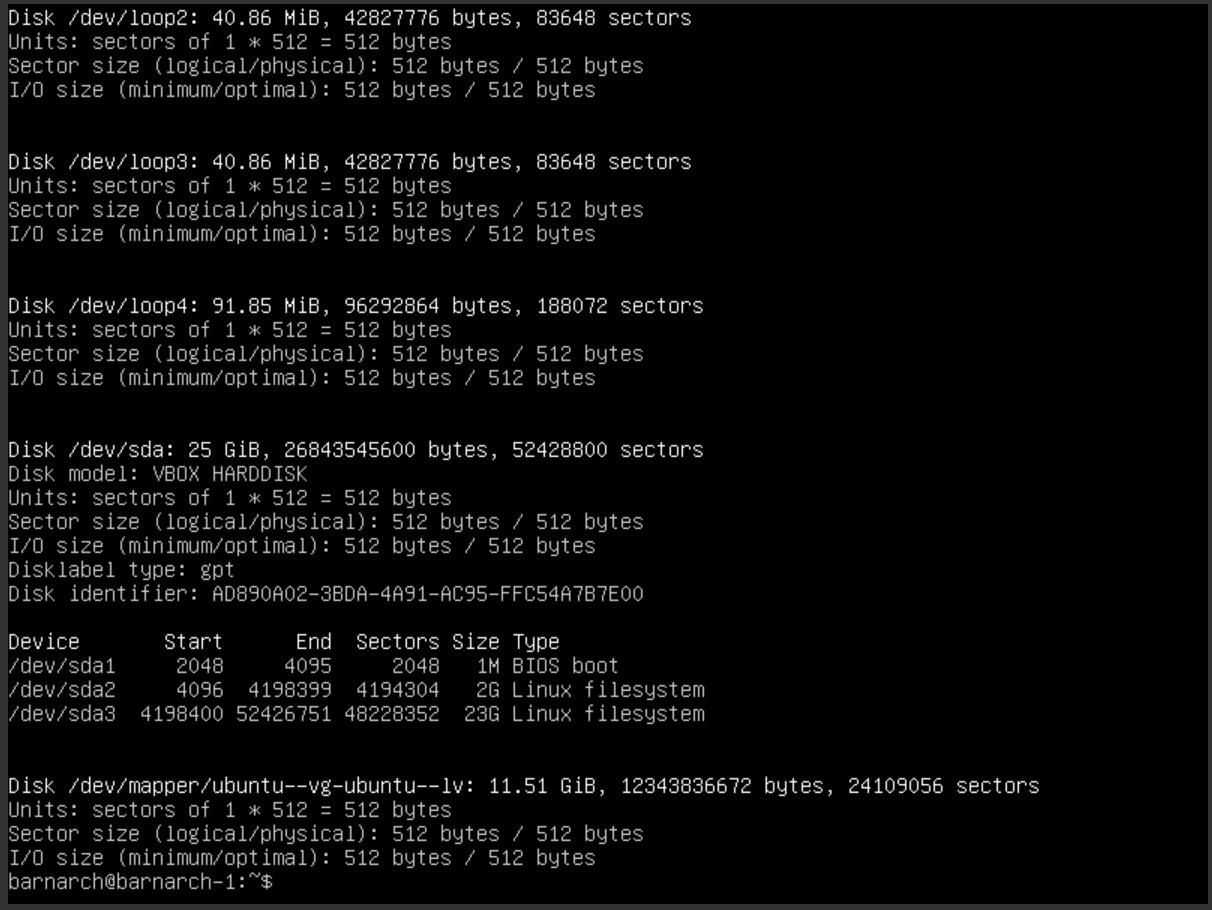 Disk /dev/loop2: 40.86 MiB, 42827776 bytes, 83648 sectors
Units: sectors of 1 * 512 = 512 bytes
Sector size (logical/physical): 512 bytes / 512 bytes
I/O size (minimum/optimal): 512 bytes / 512 bytes
Disk /dev/loop3: 40.86 MiB, 42827776 bytes, 83648 sectors
Units: sectors of 1 * 512 = 512 bytes
Sector size (logical/physical): 512 bytes / 512 bytes
I/O size (minimum/optimal): 512 bytes / 512 bytes
Disk /dev/loop4: 91.85 MiB, 96292864 bytes, 188072 sectors
Units: sectors of 1 * 512 = 512 bytes
Sector size (logical/physical): 512 bytes / 512 bytes
I/O size (minimum/optimal): 512 bytes / 512 bytes
Disk /dev/sda: 25 GiB, 26843545600 bytes, 52428800 sectors
Disk model: VBOX HARDDISK
Units: sectors of 1 * 512 = 512 bytes
Sector size (logical/physical): 512 bytes / 512 bytes
I/O size (minimum/optimal): 512 bytes / 512 bytes
Disklabel type: gpt
Disk identifier: AD890A02-3BDA-4A91-AC95-FFC54A7B7E00
Device       Start      End  Sectors Size Type
/dev/sda1     2048     4095     2048   1M BIOS boot
/dev/sda2     4096  4198399  4194304   2G Linux filesystem
/dev/sda3  4198400 52426751 48228352  23G Linux filesystem
Disk /dev/mapper/ubuntu--vg-ubuntu--lv: 11.51 GiB, 12343836672 bytes, 24109056 sectors
Units: sectors of 1 * 512 = 512 bytes
Sector size (logical/physical): 512 bytes / 512 bytes
I/O size (minimum/optimal): 512 bytes / 512 bytes
barnarch@barnarch-1:~$